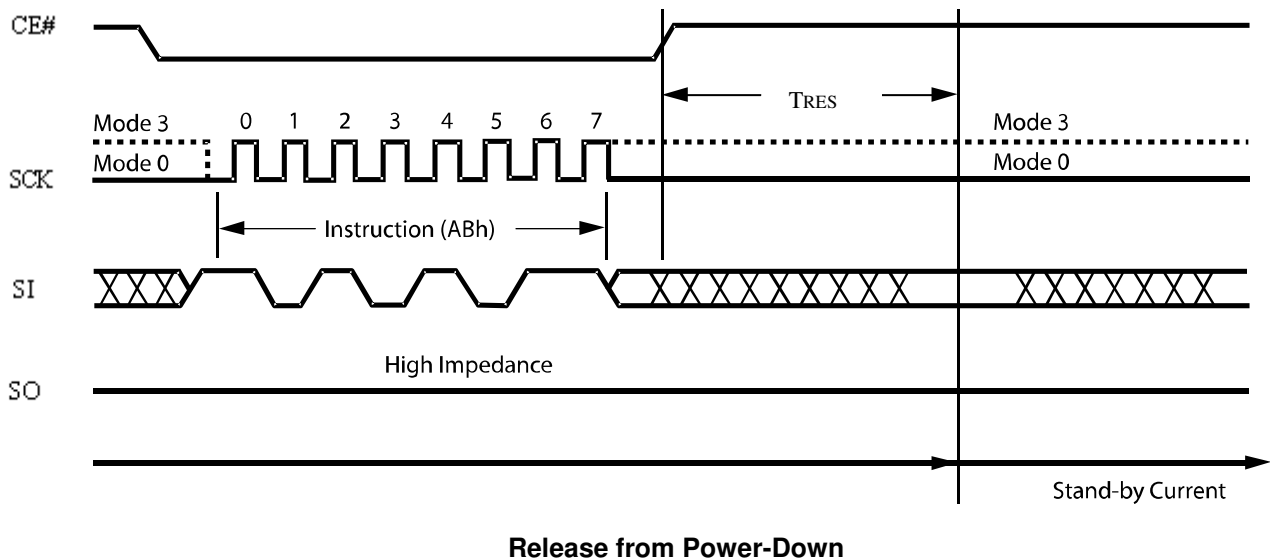 CE#
TRES
Mode 3
0 1 2 3 4 5 6 7
Mode 3
Mode 0
Mode 0
SCK
Instruction (ABh)
SI
High Impedance
SO
Stand-by Current
Release from Power-Down